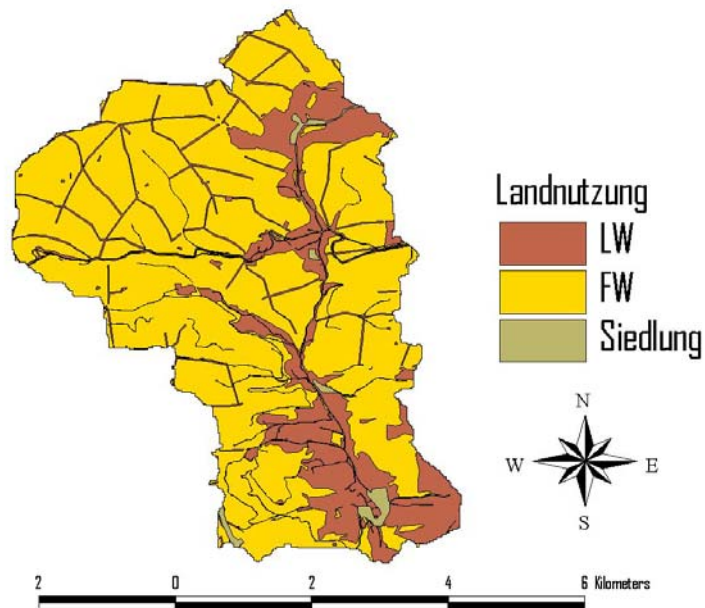 Landnutzung
LW
FW
Siedlung
N
W E
S
2 0 2 4 6 Kilometers